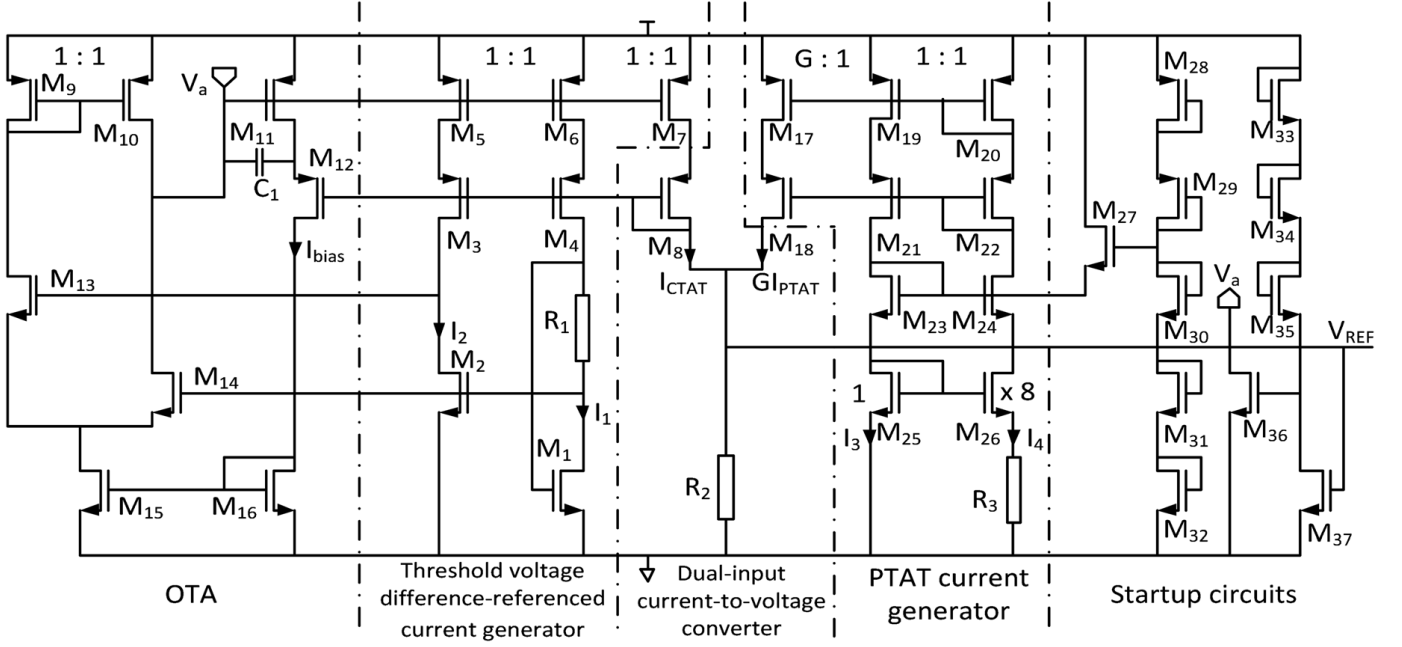 1 : 1
1 : 1
1 : 1
G : 1
1 : 1
M28
M9
Va
M10
M11
M5
M6
M7
M17
M19
M20
M33
M12
C1
M29
M27
M3
M4
M8
M18
M21
M22
M34
Ibias
ICTAT
GIPTAT
Va
M13
R1
M23
M24
M30
M35
VREF
I2
M2
M14
I1
1
x 8
M25
M26
M31
M36
I3
I4
M1
R2
R3
M15
M16
M32
M37
OTA
Threshold voltage
difference-referenced
current generator
Dual-input
current-to-voltage
converter
PTAT current
generator
Startup circuits